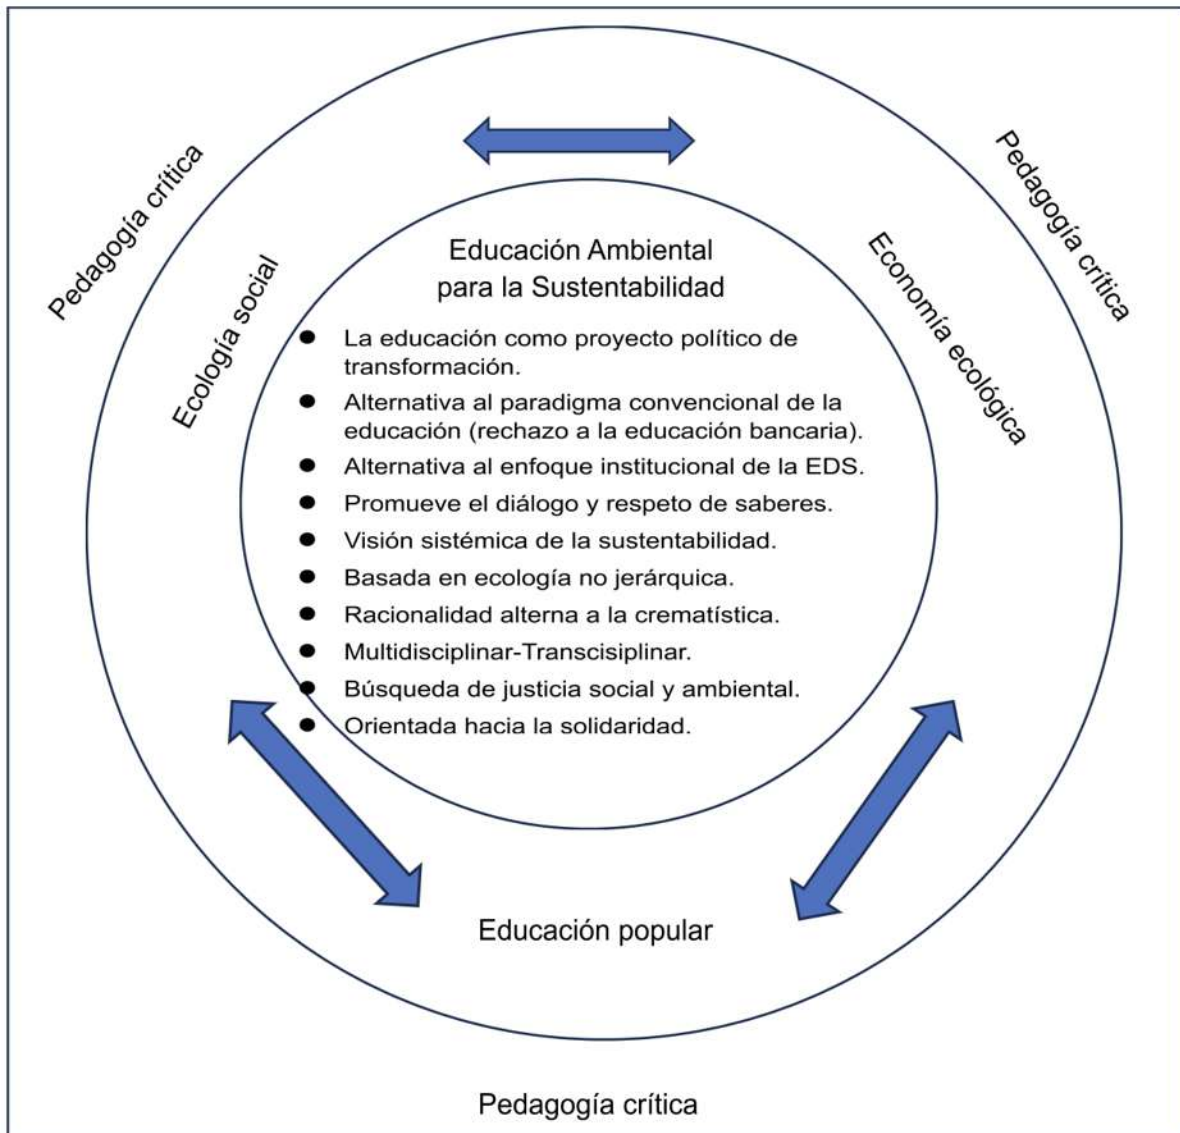 Pedagogía crítica
Pedagogía crítica
Ecología social
Economía ecológica
Educación Ambiental
para la Sustentabilidad
● La educación como proyecto político de
transformación.
● Alternativa al paradigma convencional de la
educación (rechazo a la educación bancaria).
● Alternativa al enfoque institucional de la EDS.
● Promueve el diálogo y respeto de saberes.
● Visión sistémica de la sustentabilidad.
● Basada en ecología no jerárquica.
● Racionalidad alterna a la crematística.
● Multidisciplinar-Transcisiplinar.
● Búsqueda de justicia social y ambiental.
● Orientada hacia la solidaridad.
Educación popular
Pedagogía crítica